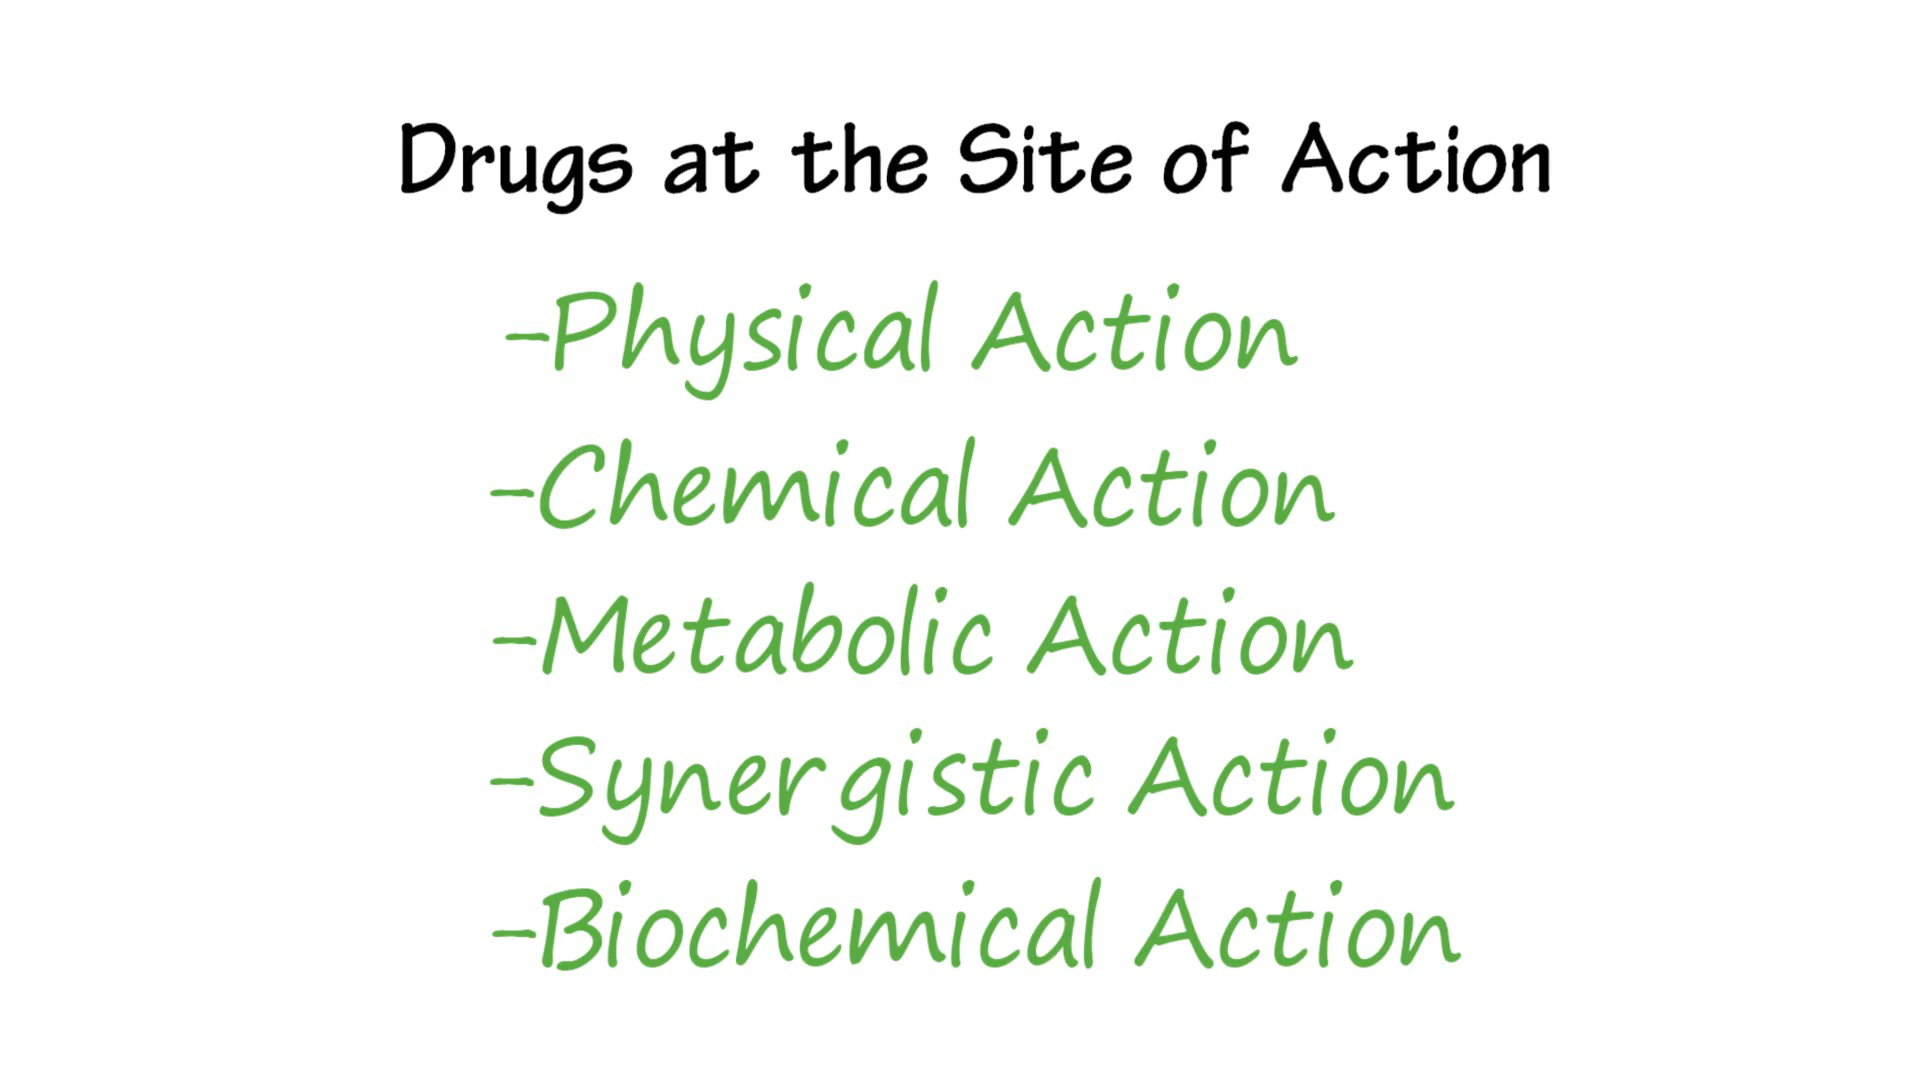 Drugs at the Site of Action
-Physical Action
-Chemical Action
-Metabolic Action
-Synergistic Action
-Biochemical Action